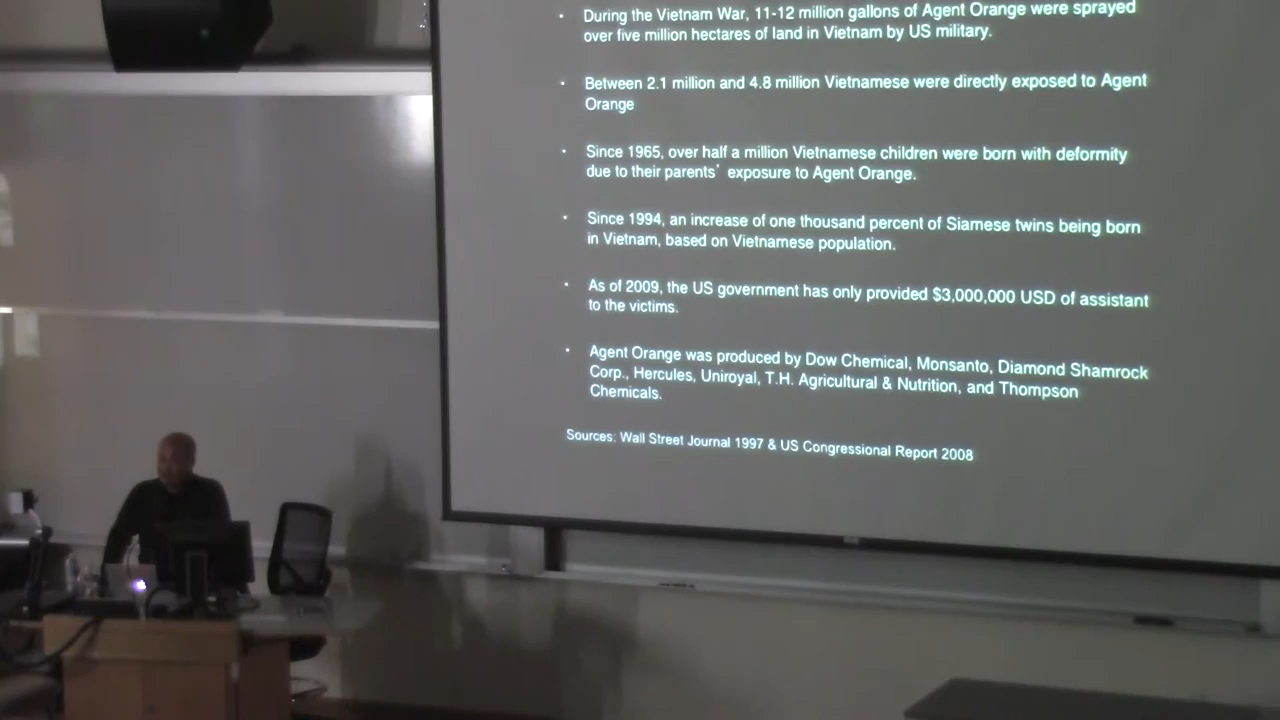 • During the Vietnam War, 11-12 million gallons of Agent Orange were sprayed
over five million hectares of land in Vietnam by US military.
• Between 2.1 million and 4.8 million Vietnamese were directly exposed to Agent
Orange
• Since 1965, over half a million Vietnamese children were born with deformity
due to their parents' exposure to Agent Orange.
• Since 1994, an increase of one thousand percent of Siamese twins being born
in Vietnam, based on Vietnamese population.
• As of 2009, the US government has only provided $3,000,000 USD of assistant
to the victims.
• Agent Orange was produced by Dow Chemical, Monsanto, Diamond Shamrock
Corp., Hercules, Uniroyal, T.H. Agricultural & Nutrition, and Thompson
Chemicals.
Sources: Wall Street Journal 1997 & US Congressional Report 2008